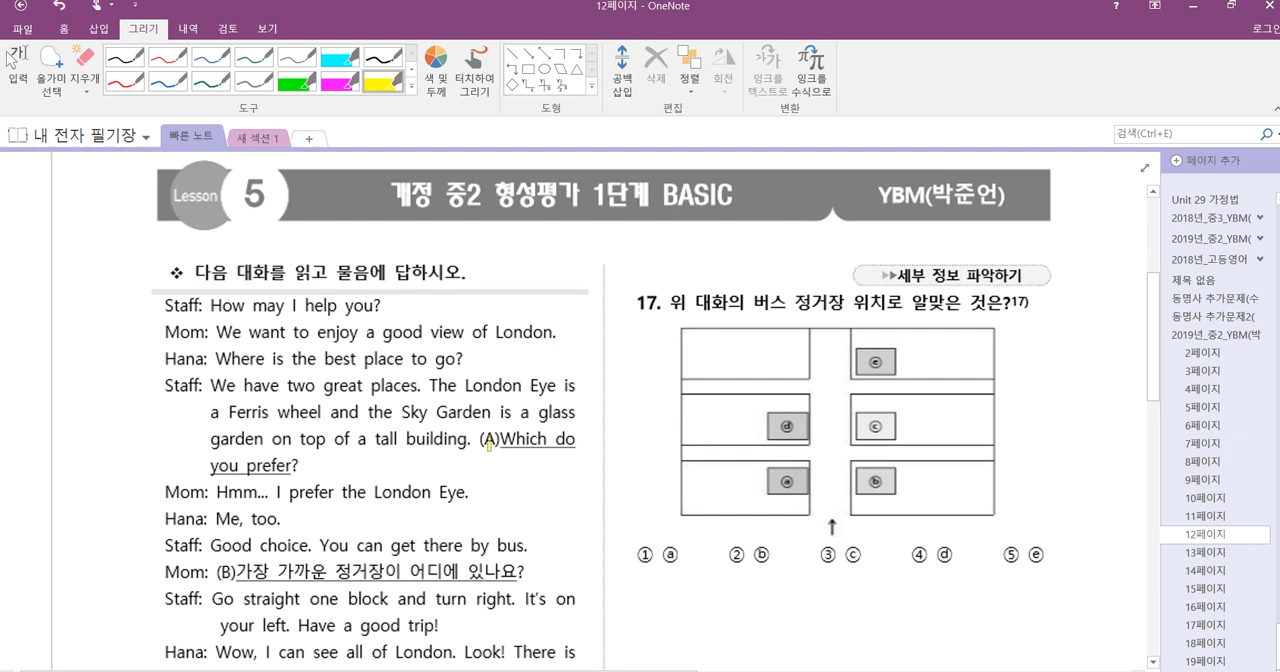 12페이지 - OneNote
파일 홈 삽입 그리기 내역 검토 보기
로그인
입력
올가미 선택
지우개
색 및 두께
터치하여 그리기
공백 삽입
삭제
정렬
회전
잉크를 텍스트로
잉크를 수식으로
도구
도형
편집
변환
내 전자 필기장
빠른 노트
새 섹션 1
검색(Ctrl+E)
페이지 추가
Lesson 5
개정 중2 형성평가 1단계 BASIC
YBM(박준언)
❖ 다음 대화를 읽고 물음에 답하시오.
Staff: How may I help you?
Mom: We want to enjoy a good view of London.
Hana: Where is the best place to go?
Staff: We have two great places. The London Eye is
a Ferris wheel and the Sky Garden is a glass
garden on top of a tall building. (A)Which do
you prefer?
Mom: Hmm... I prefer the London Eye.
Hana: Me, too.
Staff: Good choice. You can get there by bus.
Mom: (B)가장 가까운 정거장이 어디에 있나요?
Staff: Go straight one block and turn right. It's on
your left. Have a good trip!
Hana: Wow, I can see all of London. Look! There is
▶▶세부 정보 파악하기
17. 위 대화의 버스 정거장 위치로 알맞은 것은?17)
ⓔ
ⓓ ⓒ
ⓐ ⓑ
↑
① ⓐ ② ⓑ ③ ⓒ ④ ⓓ ⑤ ⓔ
Unit 29 가정법
2018년_중3_YBM(
2019년_중2_YBM(
2018년_고등영어
제목 없음
동명사 추가문제(수
동명사 추가문제2(
2019년_중2_YBM(박
2페이지
3페이지
4페이지
5페이지
6페이지
7페이지
8페이지
9페이지
10페이지
11페이지
12페이지
13페이지
14페이지
15페이지
16페이지
17페이지
18페이지
19페이지